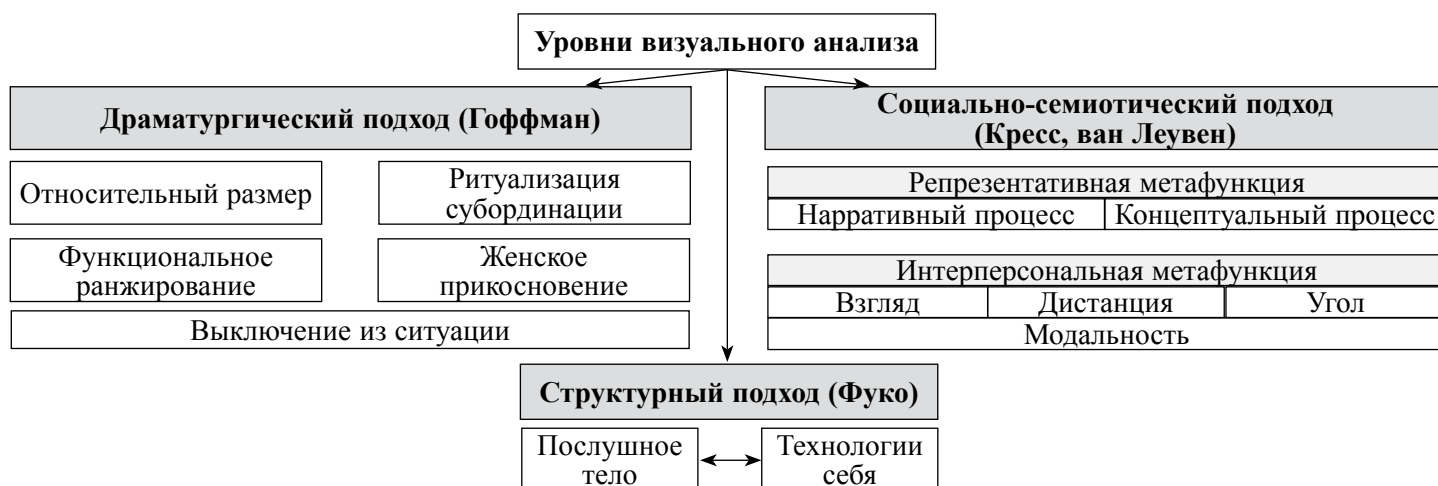 Уровни визуального анализа
Драматургический подход (Гоффман)
Относительный размер
Ритуализация
субординации
Функциональное
ранжирование
Женское
прикосновение
Выключение из ситуации
Социально-семиотический подход
(Кресс, ван Леувен)
Репрезентативная метафункция
Нарративный процесс
Концептуальный процесс
Интерперсональная метафункция
Взгляд
Дистанция
Угол
Модальность
Структурный подход (Фуко)
Послушное
тело
Технологии
себя